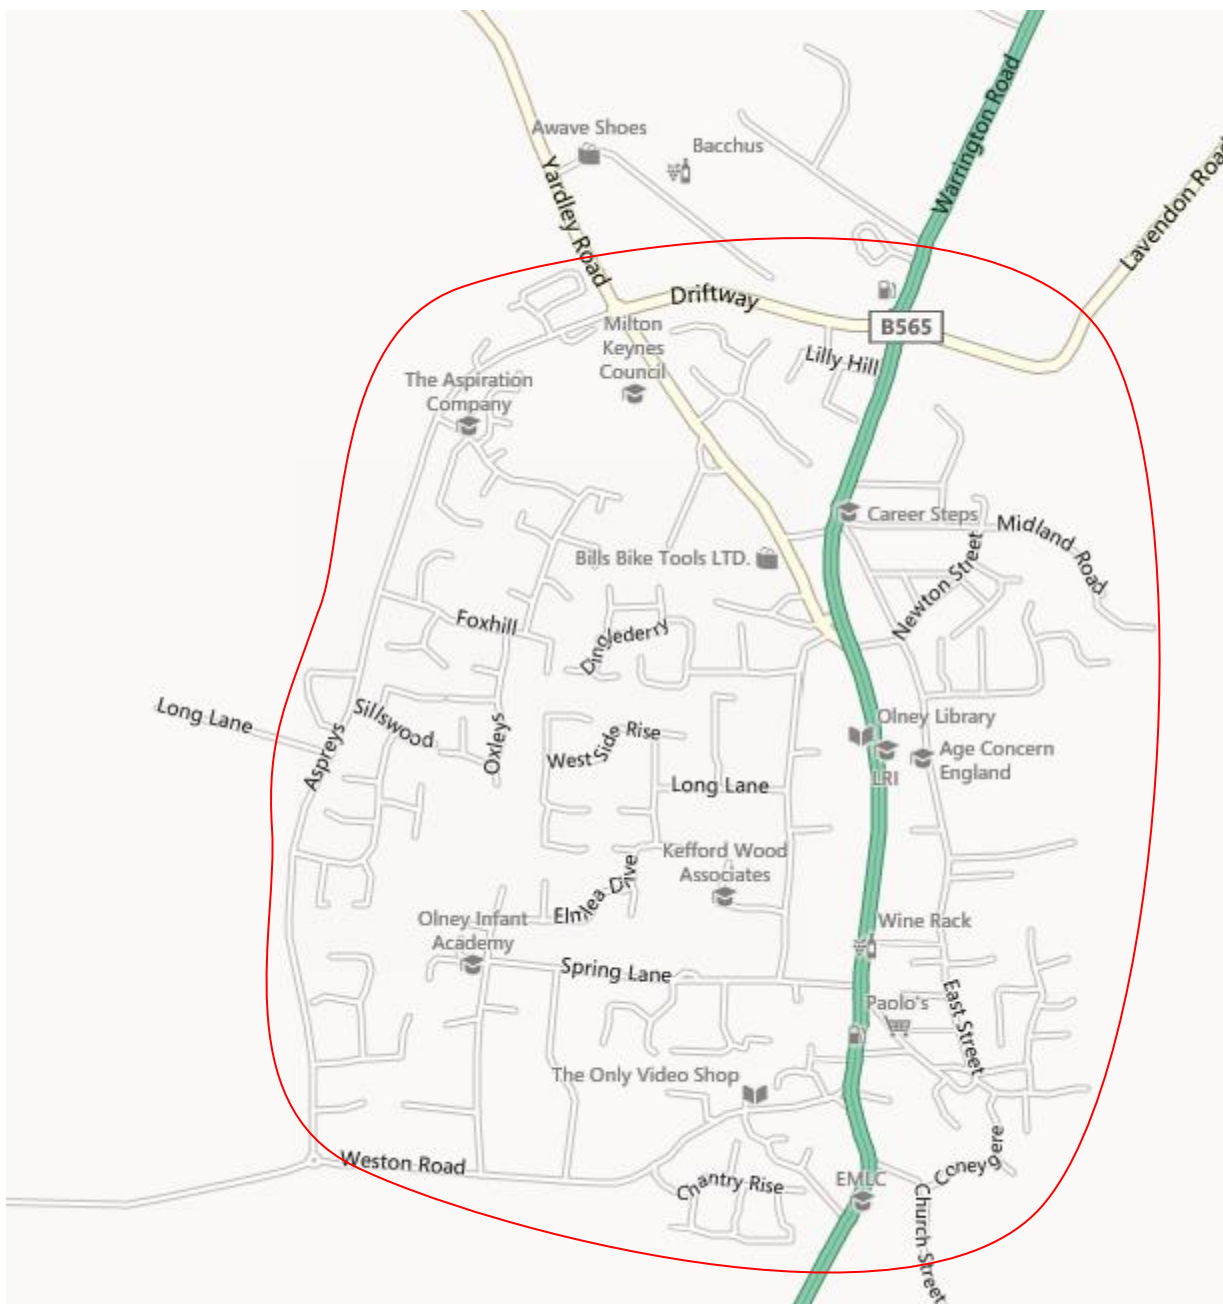 Awave Shoes
Bacchus
Warrington Road
Yardley Road
Lavendon Road
Driftway
B565
Milton
Keynes
Council
Lilly Hill
The Aspiration
Company
Career Steps
Midland Road
Bills Bike Tools LTD.
Newton Street
Foxhill
Dinglederry
Long Lane
Sillswood
Aspreys
Oxleys
West Side Rise
Olney Library
LRI
Age Concern
England
Long Lane
Kefford Wood
Associates
Elmlea Dive
Olney Infant
Academy
Wine Rack
Spring Lane
Paolo's
East Street
The Only Video Shop
Weston Road
Chantry Rise
EMLC
Coneygere
Church Street